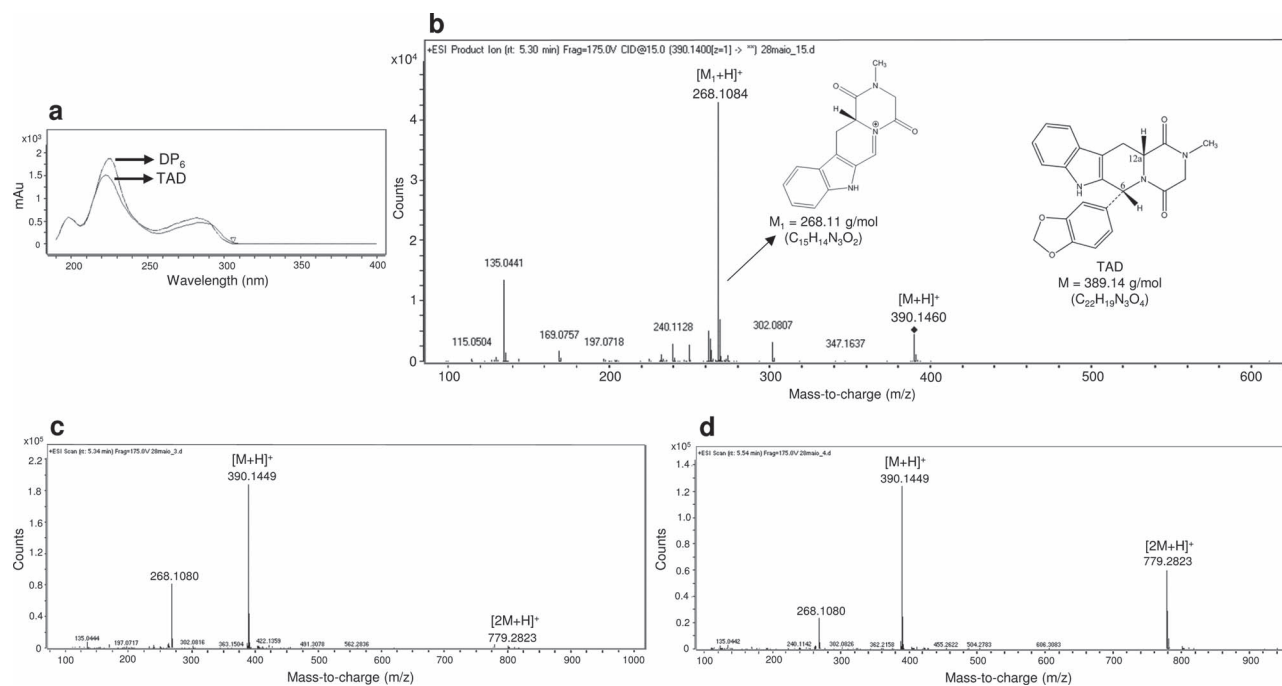 a
x10³
2
1.5
1
0.5
0
mAu
DP₆
TAD
200 250 300 350 400
Wavelength (nm)
b
+ESI Product Ion (rt: 5.30 min) Frag=175.0V CID@15.0 (390.1400[z=1] -> **) 28maio_15.d
x10⁴
4
3
2
1
0
Counts
[M₁+H]⁺
268.1084
135.0441
115.0504
169.0757
197.0718
240.1128
302.0807
347.1637
[M+H]⁺
390.1460
CH₃
N
O
H
N
⊕
O
NH
M₁ = 268.11 g/mol
(C₁₅H₁₄N₃O₂)
H
O
12a
N
CH₃
N
H
6
N
H
O
O
O
TAD
M = 389.14 g/mol
(C₂₂H₁₉N₃O₄)
100 200 300 400 500 600
Mass-to-charge (m/z)
c
x10⁵
+ESI Scan (rt: 5.34 min) Frag=175.0V 28maio_3.d
2.2
1.8
1.6
1.2
0.8
0.4
0
Counts
[M+H]⁺
390.1449
268.1080
[2M+H]⁺
779.2823
135.0444
197.0717
302.0816
363.1504
422.1359
491.3078
562.2836
100 200 300 400 500 600 700 800 900 1000
Mass-to-charge (m/z)
d
x10⁵
+ESI Scan (rt: 5.54 min) Frag=175.0V 28maio_4.d
1.4
1.2
1.0
0.8
0.6
0.4
0.2
0
Counts
[M+H]⁺
390.1449
[2M+H]⁺
779.2823
268.1080
135.0442
240.1142
302.0826
362.2158
455.2622
504.2783
606.3083
100 200 300 400 500 600 700 800 900
Mass-to-charge (m/z)